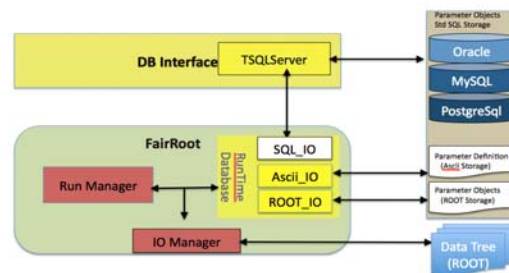 Parameter Objects
Std SQL Storage
Oracle
MySQL
PostgreSql
DB Interface
TSQLServer
FairRoot
Run Manager
RunTime
Database
SQL_IO
Ascii_IO
ROOT_IO
IO Manager
Parameter Definition
(Ascii Storage)
Parameter Objects
(ROOT Storage)
Data Tree
(ROOT)